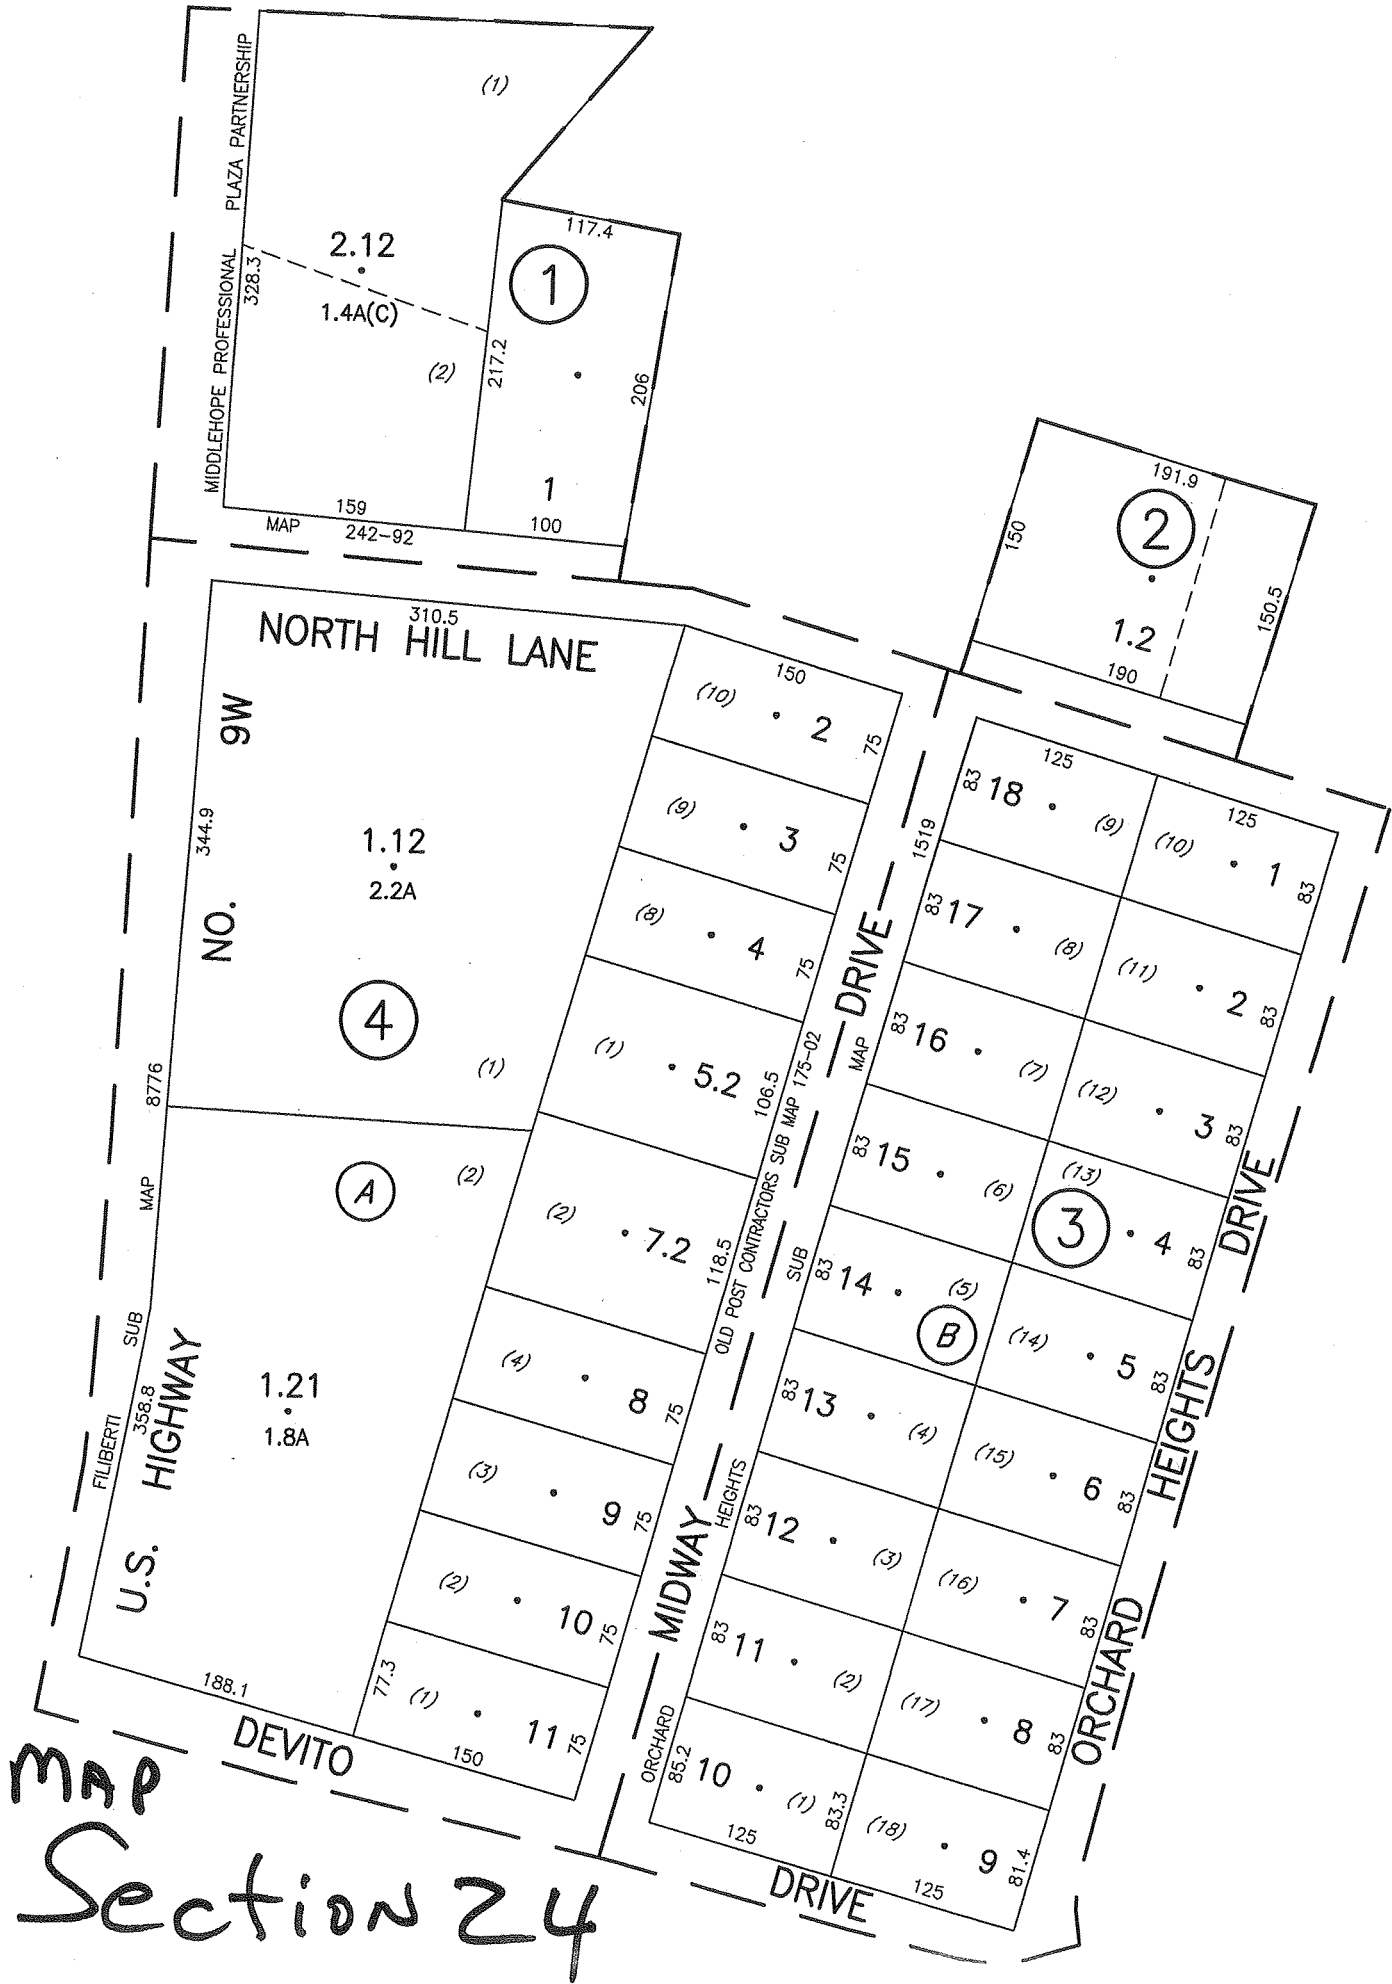 (1)
MIDDLEHOPE PROFESSIONAL PLAZA PARTNERSHIP
328.3
2.12
1.4A(C)
(2)
217.2
117.4
1
206
1
159
100
MAP 242-92
191.9
2
150
150.5
1.2
190
310.5
NORTH HILL LANE
U.S. HIGHWAY NO. 9W
344.9
1.12
2.2A
4
(1)
FILIBERTI SUB MAP 8776
358.8
A
(2)
1.21
1.8A
188.1
150
(10) 2 75
(9) 3 75
(8) 4 75
(1) 5.2 106.5
(2) 7.2 118.5
(4) 8 75
(3) 9 75
(2) 10 75
77.3 (1) 11 75
150
OLD POST CONTRACTORS SUB MAP 175-02
MIDWAY DRIVE
ORCHARD HEIGHTS SUB MAP 1519
125
125
83 18 (9) (10) 1 83
83 17 (8) (11) 2 83
83 16 (7) (12) 3 83
83 15 (6) (13) 4 83
3
83 14 (5) (14) 5 83
B
83 13 (4) (15) 6 83
83 12 (3) (16) 7 83
83 11 (2) (17) 8 83
85.2 10 (1) 83.3 (18) 9 81.4
125
125
ORCHARD HEIGHTS DRIVE
DEVITO DRIVE
MAP
Section 24